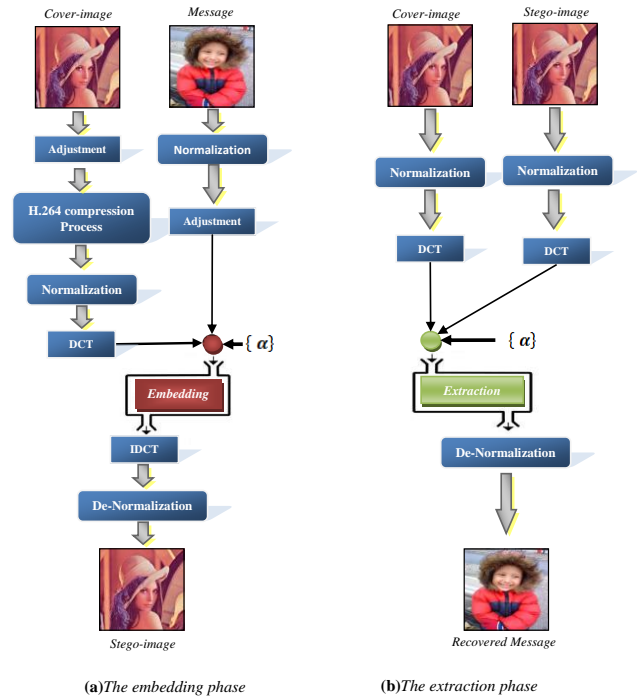 Cover-image
Message
Adjustment
Normalization
H.264 compression
Process
Adjustment
Normalization
DCT
{ α}
Embedding
IDCT
De-Normalization
Stego-image
(a)The embedding phase
Cover-image
Stego-image
Normalization
Normalization
DCT
DCT
{ α}
Extraction
De-Normalization
Recovered Message
(b)The extraction phase